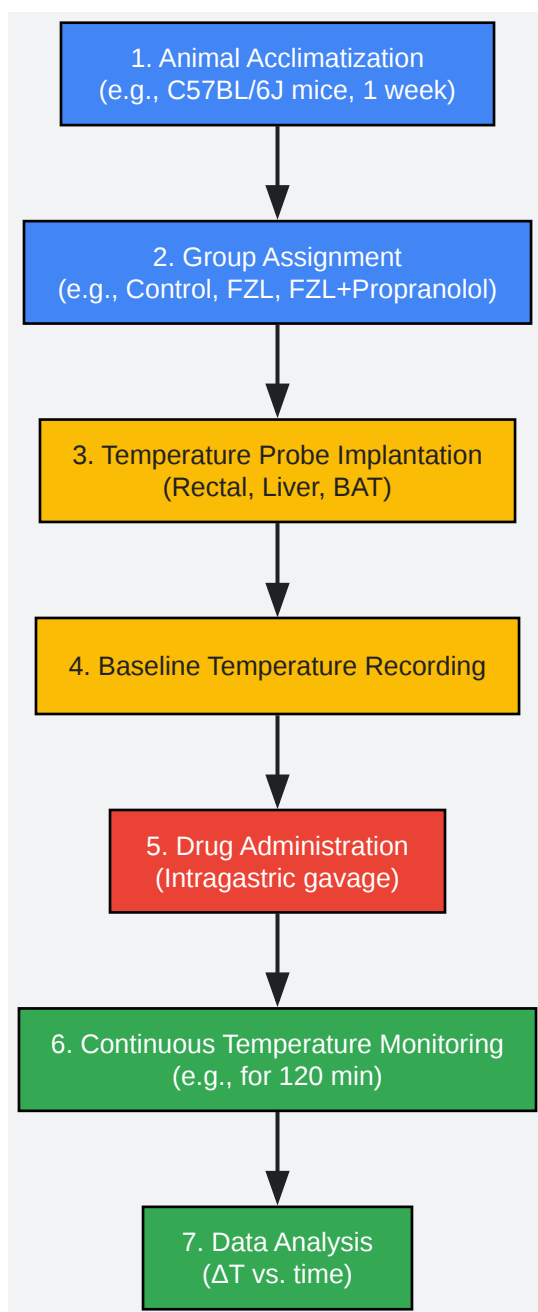 1. Animal Acclimatization
(e.g., C57BL/6J mice, 1 week)
2. Group Assignment
(e.g., Control, FZL, FZL+Propranolol)
3. Temperature Probe Implantation
(Rectal, Liver, BAT)
4. Baseline Temperature Recording
5. Drug Administration
(Intragastric gavage)
6. Continuous Temperature Monitoring
(e.g., for 120 min)
7. Data Analysis
(ΔT vs. time)